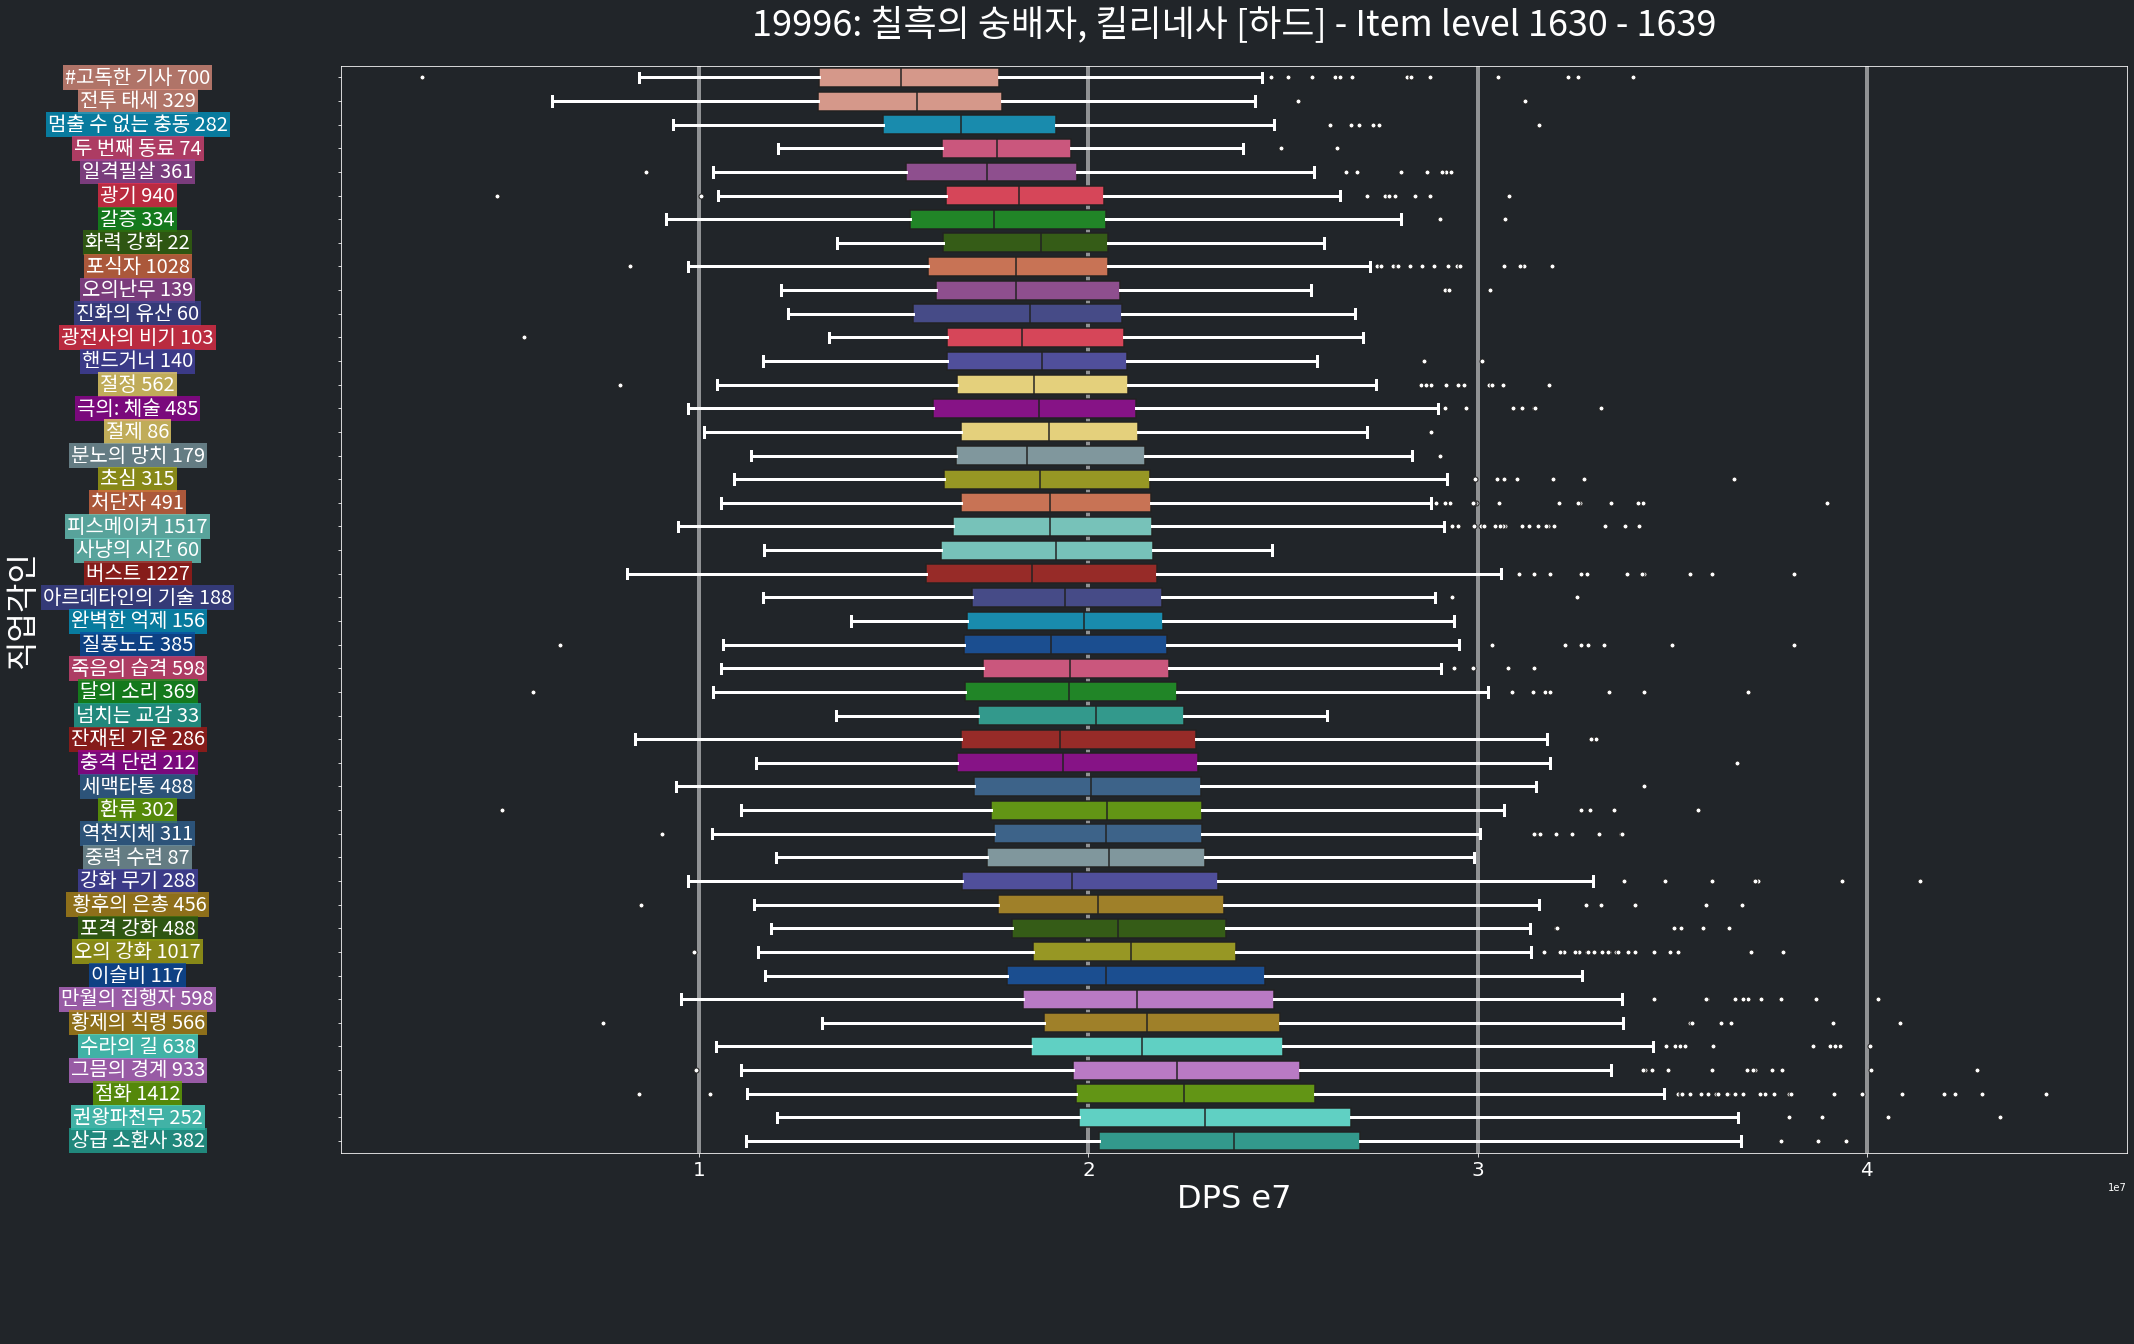 19996: 칠흑의 숭배자, 킬리네사 [하드] - Item level 1630 - 1639
#고독한 기사 700
전투 태세 329
멈출 수 없는 충동 282
두 번째 동료 74
일격필살 361
광기 940
갈증 334
화력 강화 22
포식자 1028
오의난무 139
진화의 유산 60
광전사의 비기 103
핸드거너 140
절정 562
극의: 체술 485
절제 86
분노의 망치 179
초심 315
처단자 491
피스메이커 1517
사냥의 시간 60
버스트 1227
아르데타인의 기술 188
완벽한 억제 156
질풍노도 385
죽음의 습격 598
달의 소리 369
넘치는 교감 33
잔재된 기운 286
충격 단련 212
세맥타통 488
환류 302
역천지체 311
중력 수련 87
강화 무기 288
황후의 은총 456
포격 강화 488
오의 강화 1017
이슬비 117
만월의 집행자 598
황제의 칙령 566
수라의 길 638
그믐의 경계 933
점화 1412
권왕파천무 252
상급 소환사 382
직업각인
1 2 3 4
1e7
DPS e7